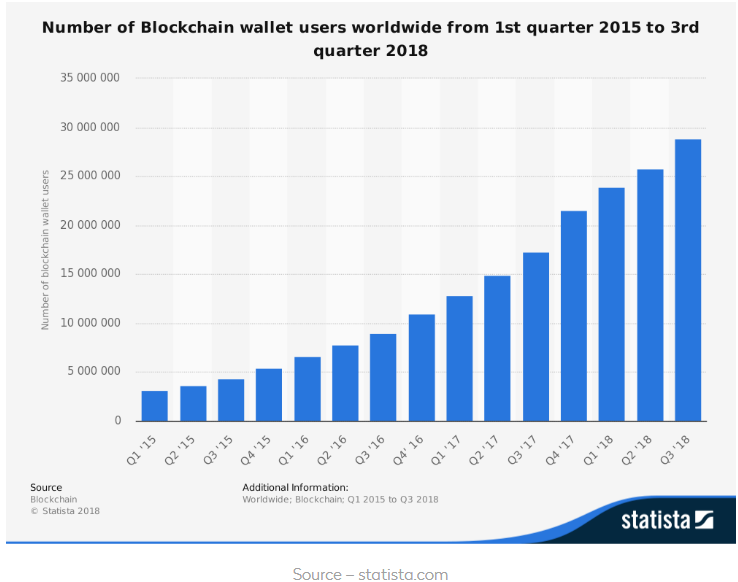 Number of Blockchain wallet users worldwide from 1st quarter 2015 to 3rd
quarter 2018
Number of blockchain wallet users
35 000 000
30 000 000
25 000 000
20 000 000
15 000 000
10 000 000
5 000 000
0
Q1 '15
Q2 '15
Q3 '15
Q4 '15
Q1 '16
Q2 '16
Q3 '16
Q4 '16
Q1 '17
Q2 '17
Q3 '17
Q4 '17
Q1 '18
Q2 '18
Q3 '18
Source
Blockchain
© Statista 2018
Additional Information:
Worldwide; Blockchain; Q1 2015 to Q3 2018
statista
Source – statista.com